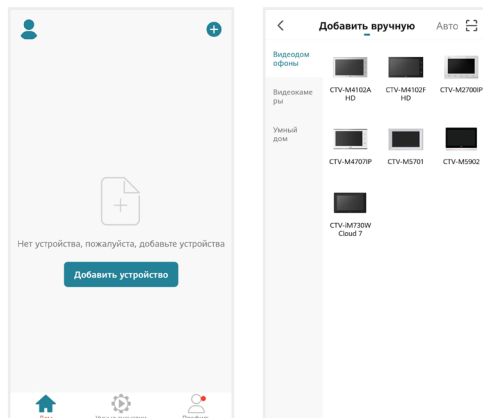 Нет устройства, пожалуйста, добавьте устройства
Добавить устройство
Добавить вручную
Авто
Видеодом
офоны
Видеокаме
ры
Умный
дом
CTV-M4102A
HD
CTV-M4102F
HD
CTV-M2700IP
CTV-M4707IP
CTV-M5701
CTV-M5902
CTV-iM730W
Cloud 7